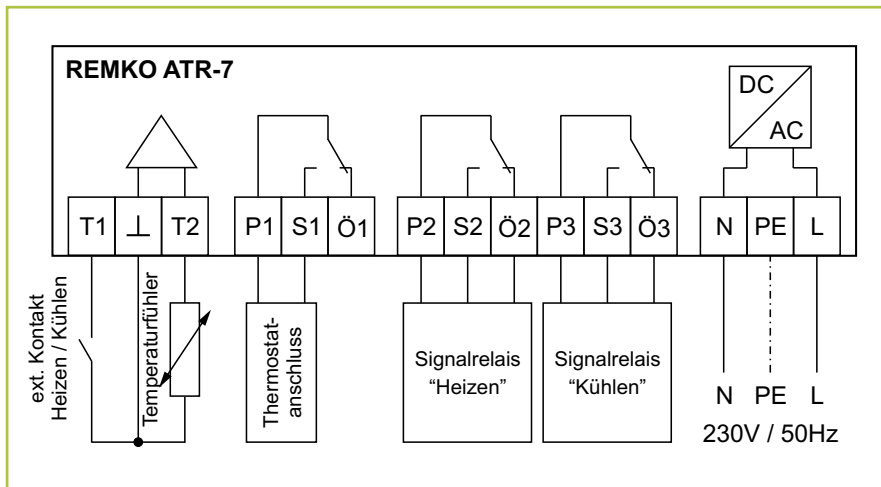 REMKO ATR-7
DC
AC
T1 ⊥ T2 P1 S1 Ö1 P2 S2 Ö2 P3 S3 Ö3 N PE L
ext. Kontakt
Heizen / Kühlen
Temperaturfühler
Thermostat-
anschluss
Signalrelais
“Heizen”
Signalrelais
“Kühlen”
N PE L
230V / 50Hz